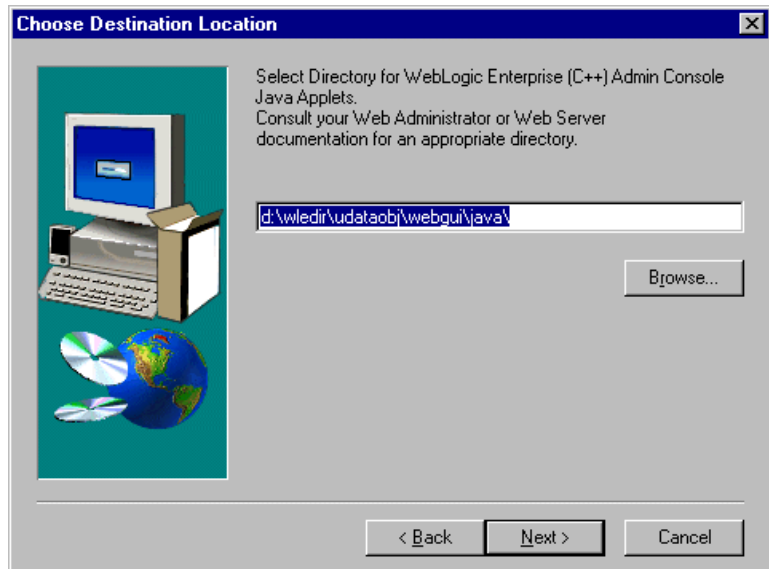 Choose Destination Location
Select Directory for WebLogic Enterprise (C++) Admin Console
Java Applets.
Consult your Web Administrator or Web Server
documentation for an appropriate directory.
d:\wledir\udataobj\webgui\java\
Browse...
< Back
Next >
Cancel